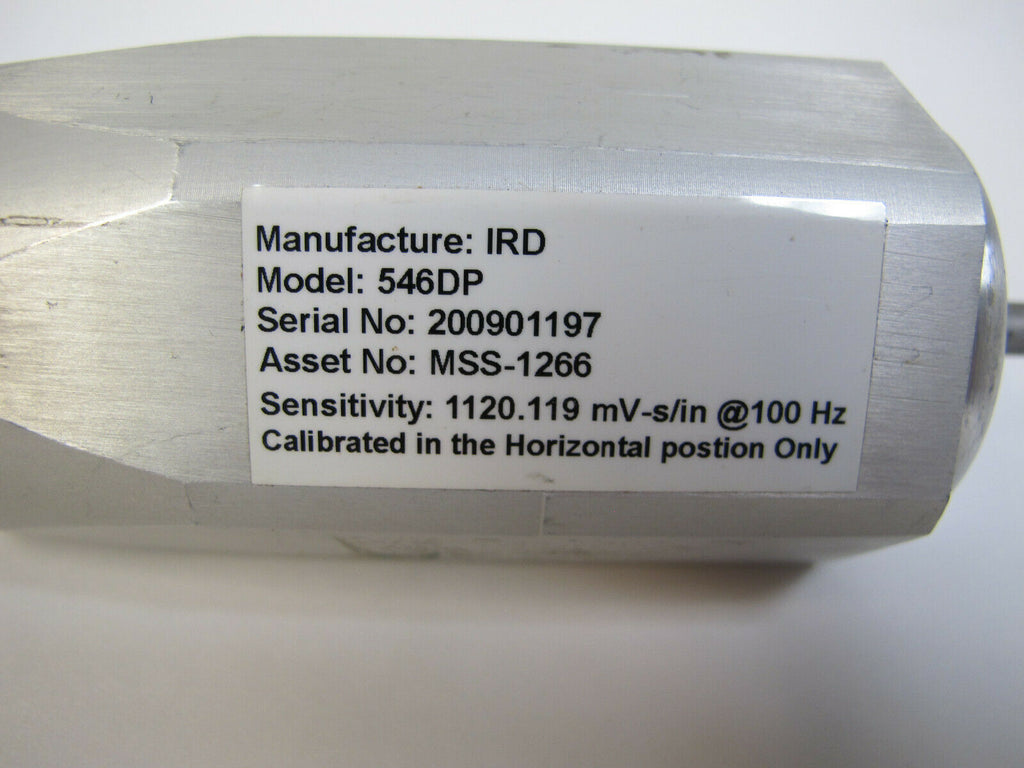 Manufacture: IRD
Model: 546DP
Serial No: 200901197
Asset No: MSS-1266
Sensitivity: 1120.119 mV-s/in @100 Hz
Calibrated in the Horizontal postion Only